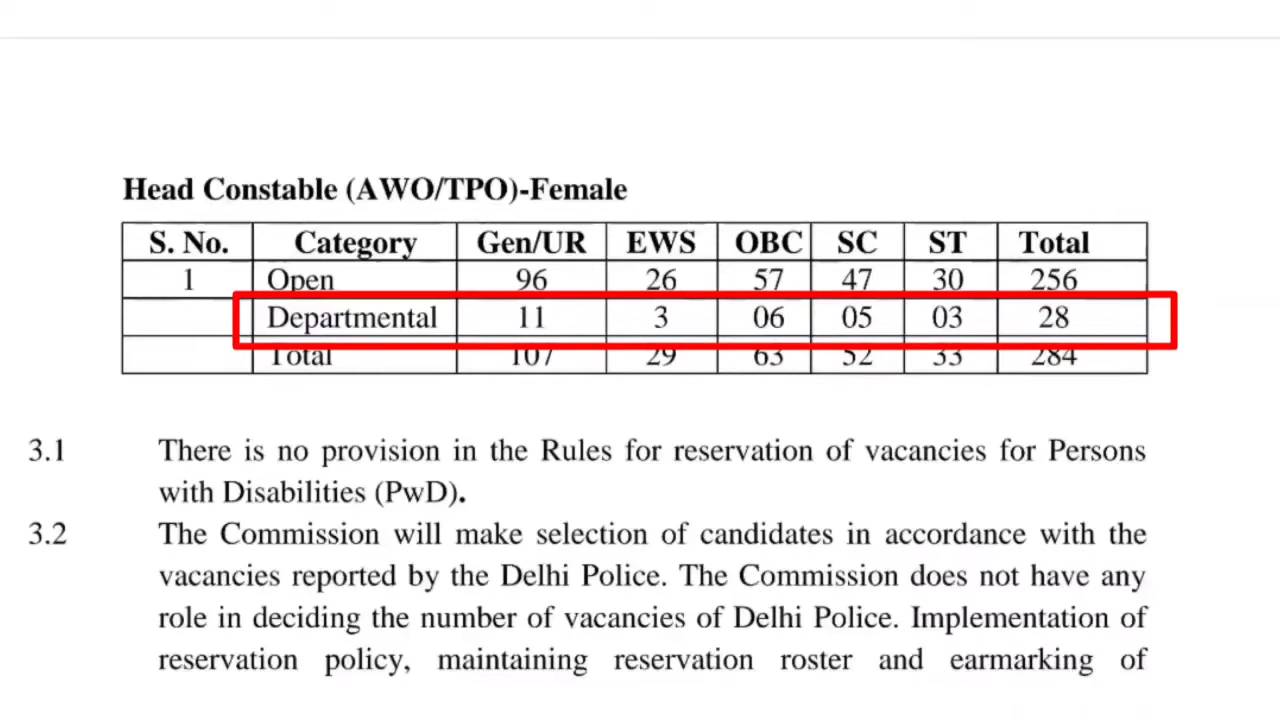 Head Constable (AWO/TPO)-Female
S. No. Category Gen/UR EWS OBC SC ST Total
1 Open 96 26 57 47 30 256
Departmental 11 3 06 05 03 28
Total 107 29 63 52 33 284
3.1 There is no provision in the Rules for reservation of vacancies for Persons
with Disabilities (PwD).
3.2 The Commission will make selection of candidates in accordance with the
vacancies reported by the Delhi Police. The Commission does not have any
role in deciding the number of vacancies of Delhi Police. Implementation of
reservation policy, maintaining reservation roster and earmarking of